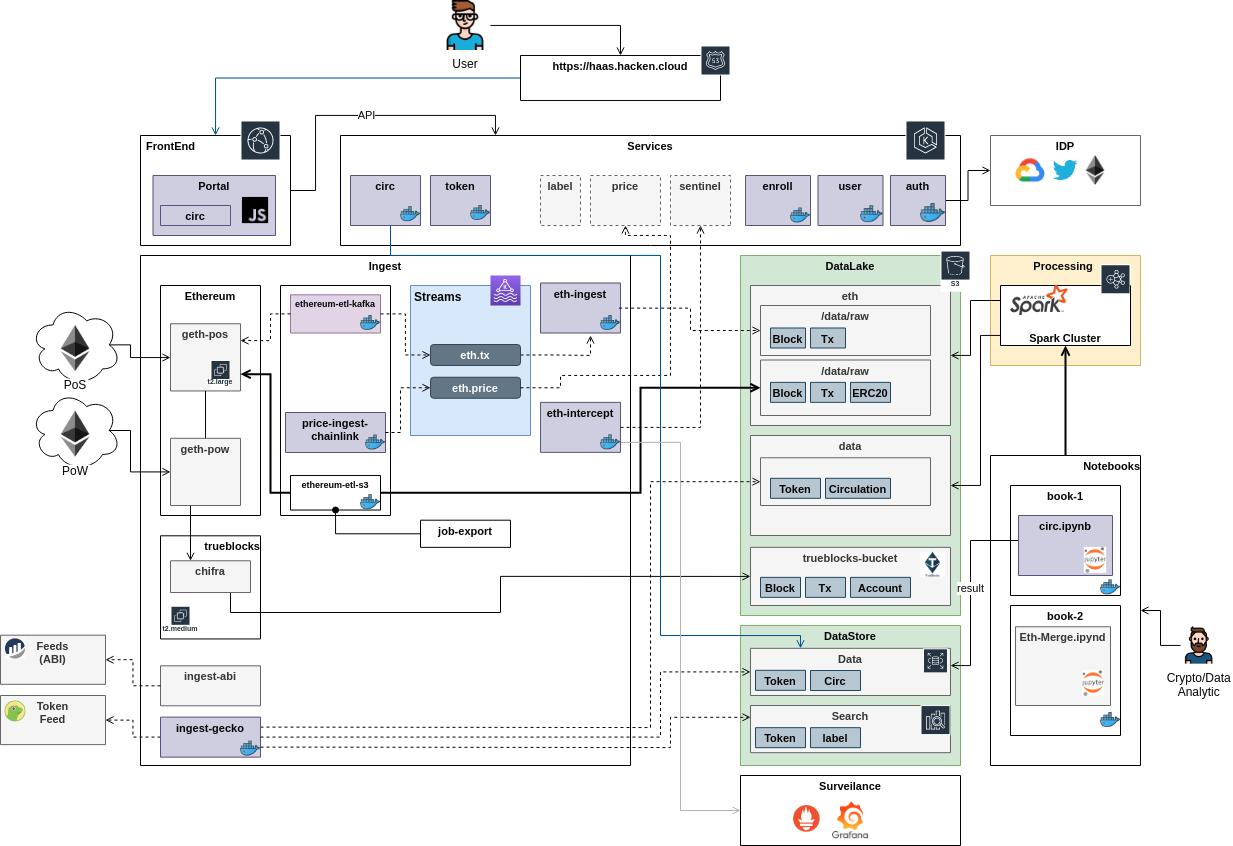 User
S3
https://haas.hacken.cloud
API
FrontEnd
Portal
circ
JS
Services
K
circ
token
label
price
sentinel
enroll
user
auth
IDP
Ingest
Ethereum
geth-pos
t2.large
geth-pow
PoS
PoW
ethereum-etl-kafka
price-ingest-
chainlink
ethereum-etl-s3
job-export
Streams
eth.tx
eth.price
eth-ingest
eth-intercept
trueblocks
chifra
t2.medium
ingest-abi
ingest-gecko
Feeds
(ABI)
Token
Feed
DataLake
S3
eth
/data/raw
Block
Tx
/data/raw
Block
Tx
ERC20
data
Token
Circulation
trueblocks-bucket
Block
Tx
Account
DataStore
Data
Token
Circ
Search
Token
label
Surveilance
Grafana
Processing
APACHE
Spark
Spark Cluster
Notebooks
book-1
circ.ipynb
jupyter
result
book-2
Eth-Merge.ipynd
jupyter
Crypto/Data
Analytic